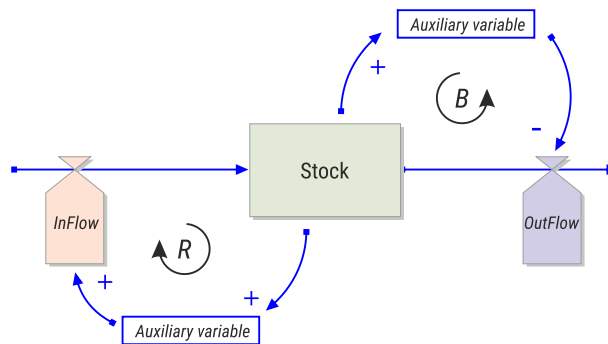 Auxiliary variable
+
B
-
Stock
InFlow
OutFlow
R
+
+
Auxiliary variable